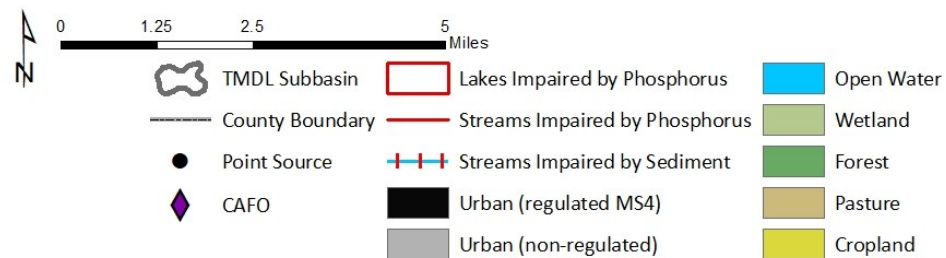 0 1.25 2.5 5
Miles
N
TMDL Subbasin
County Boundary
Point Source
CAFO
Lakes Impaired by Phosphorus
Streams Impaired by Phosphorus
Streams Impaired by Sediment
Urban (regulated MS4)
Urban (non-regulated)
Open Water
Wetland
Forest
Pasture
Cropland